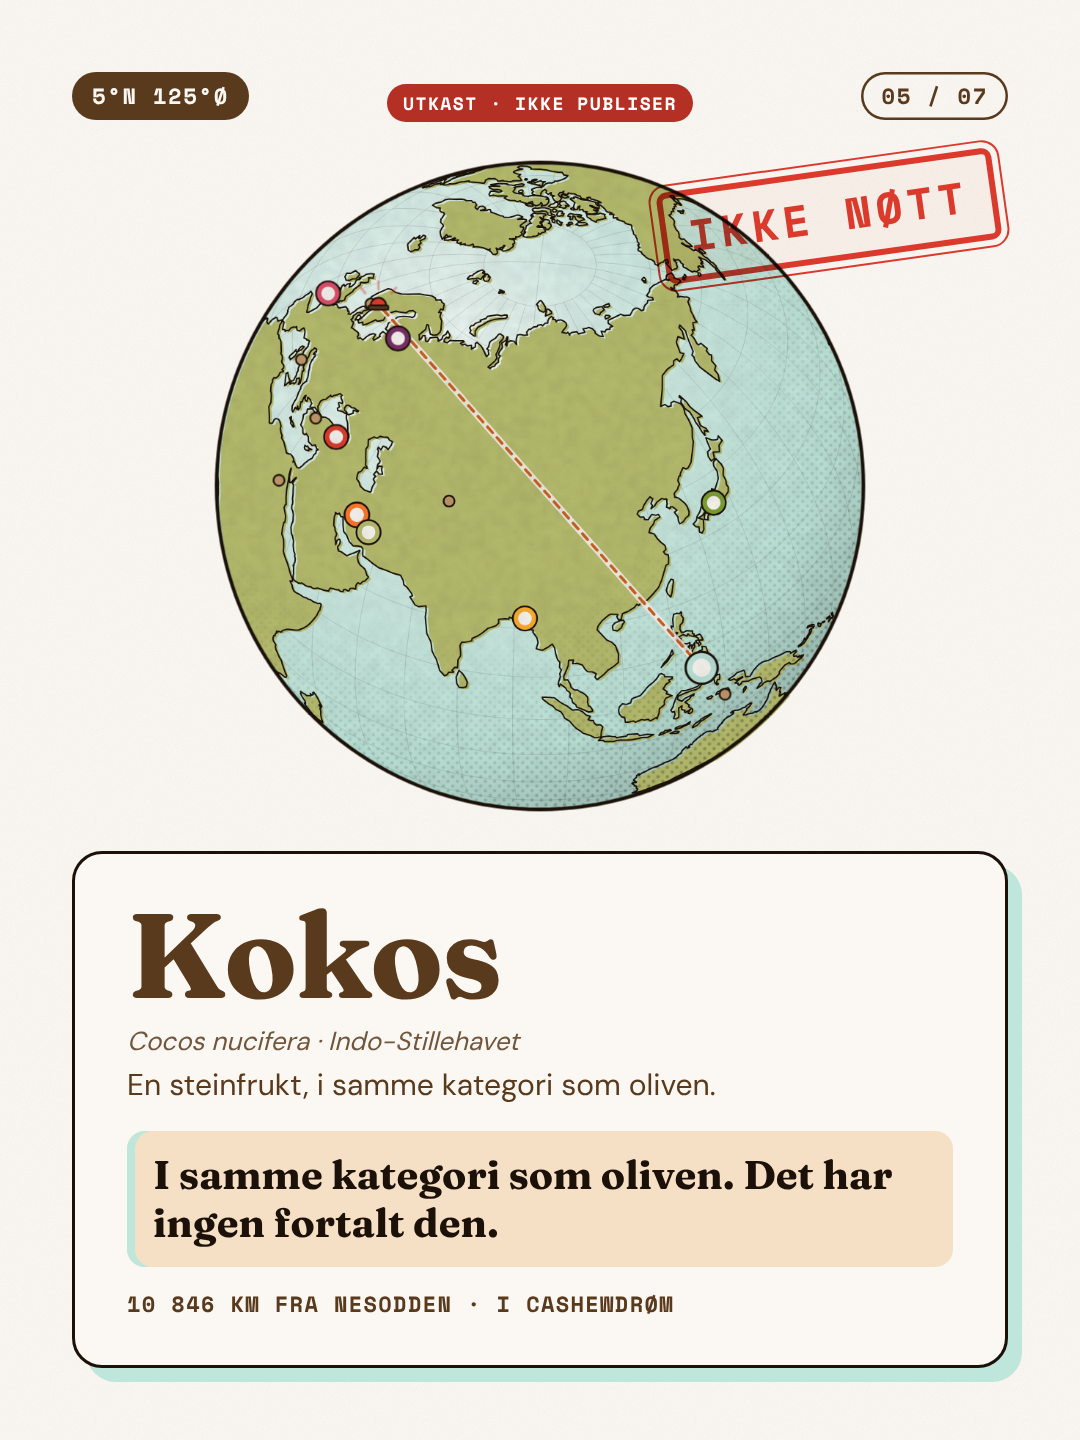 5°N 125°Ø
UTKAST · IKKE PUBLISER
05 / 07
IKKE NØTT
Kokos
Cocos nucifera · Indo-Stillehavet
En steinfrukt, i samme kategori som oliven.
I samme kategori som oliven. Det har
ingen fortalt den.
10 846 KM FRA NESODDEN · I CASHEWDRØM